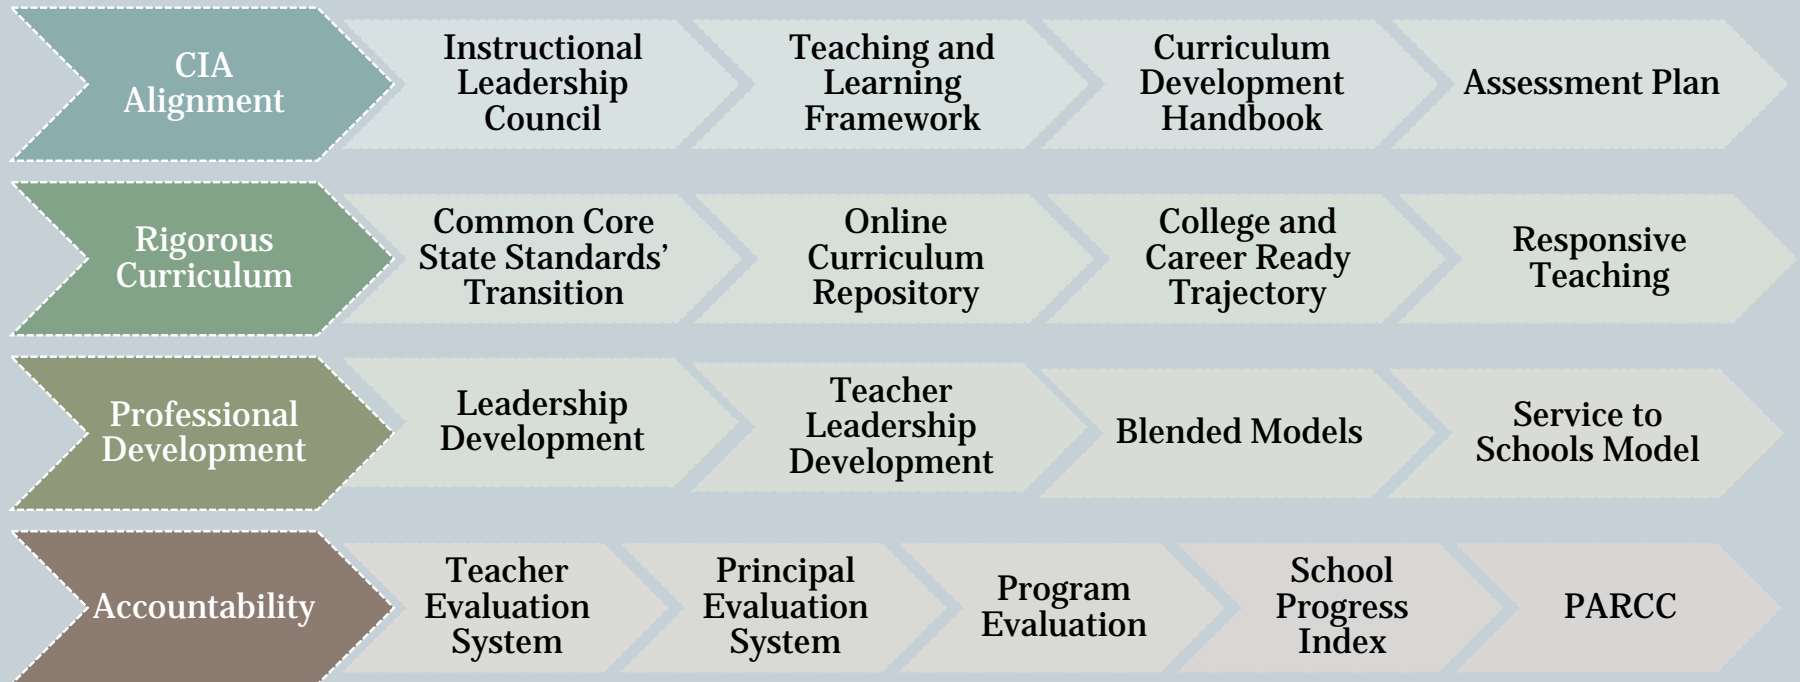 CIA
Alignment
Instructional
Leadership
Council
Teaching and
Learning
Framework
Curriculum
Development
Handbook
Assessment Plan
Rigorous
Curriculum
Common Core
State Standards’
Transition
Online
Curriculum
Repository
College and
Career Ready
Trajectory
Responsive
Teaching
Professional
Development
Leadership
Development
Teacher
Leadership
Development
Blended Models
Service to
Schools Model
Accountability
Teacher
Evaluation
System
Principal
Evaluation
System
Program
Evaluation
School
Progress
Index
PARCC